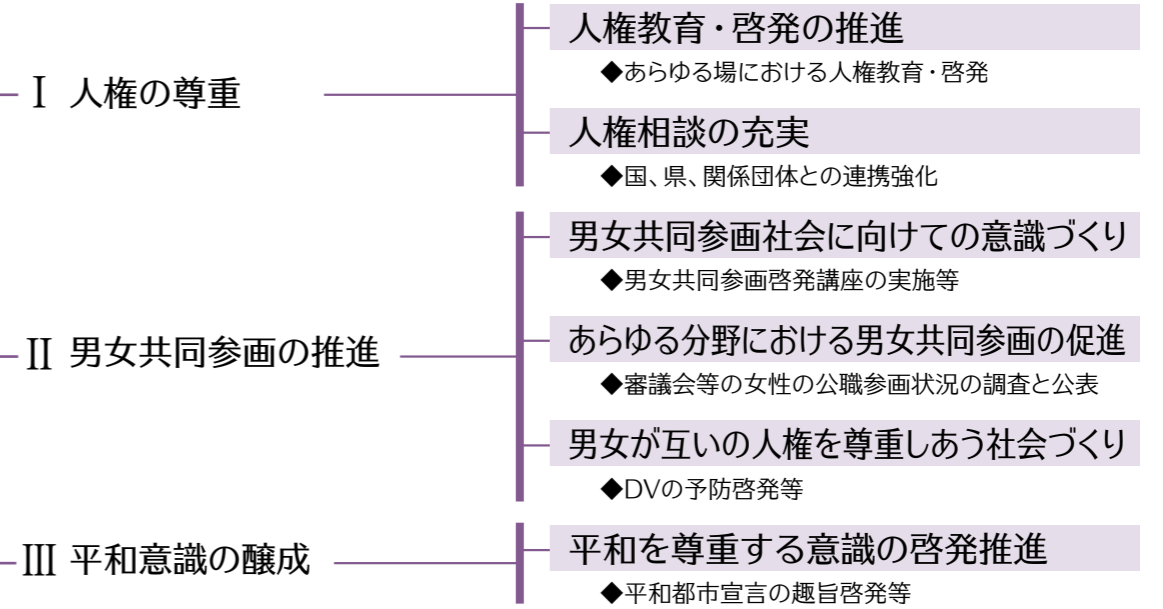 Ⅰ 人権の尊重
人権教育・啓発の推進
◆あらゆる場における人権教育・啓発
人権相談の充実
◆国、県、関係団体との連携強化
Ⅱ 男女共同参画の推進
男女共同参画社会に向けての意識づくり
◆男女共同参画啓発講座の実施等
あらゆる分野における男女共同参画の促進
◆審議会等の女性の公職参画状況の調査と公表
男女が互いの人権を尊重しあう社会づくり
◆DVの予防啓発等
Ⅲ 平和意識の醸成
平和を尊重する意識の啓発推進
◆平和都市宣言の趣旨啓発等